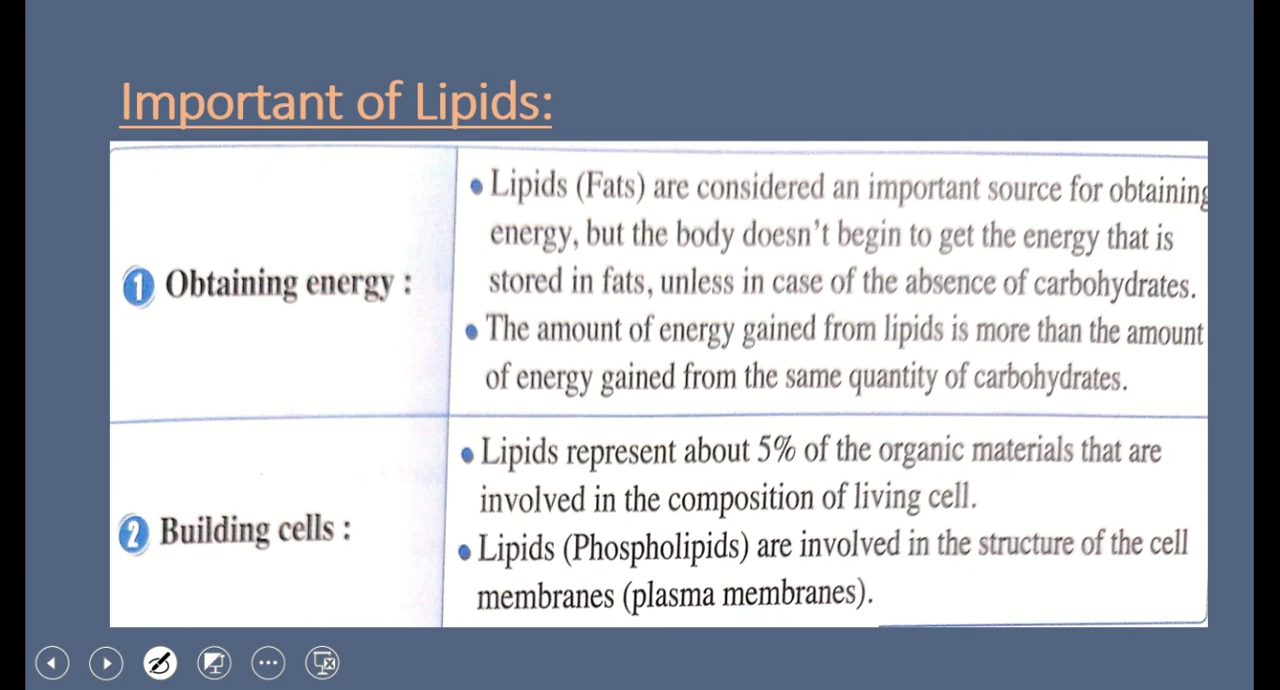 Important of Lipids:
1 Obtaining energy :
• Lipids (Fats) are considered an important source for obtaining
energy, but the body doesn't begin to get the energy that is
stored in fats, unless in case of the absence of carbohydrates.
• The amount of energy gained from lipids is more than the amount
of energy gained from the same quantity of carbohydrates.
2 Building cells :
• Lipids represent about 5% of the organic materials that are
involved in the composition of living cell.
• Lipids (Phospholipids) are involved in the structure of the cell
membranes (plasma membranes).